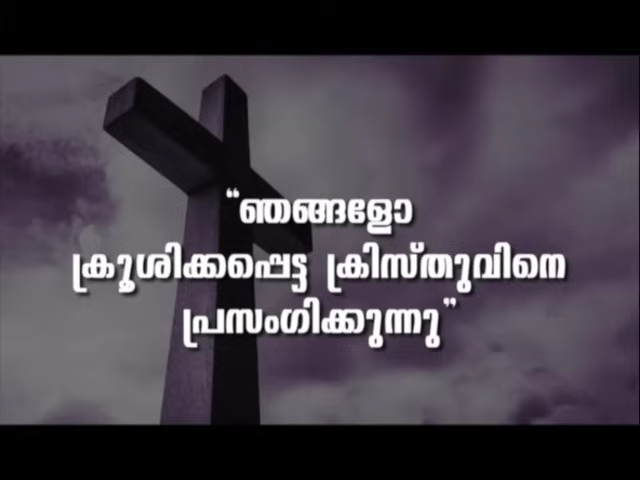 “ഞങ്ങളോ
ക്രൂശിക്കപ്പെട്ട ക്രിസ്തുവിനെ
പ്രസംഗിക്കുന്നു”